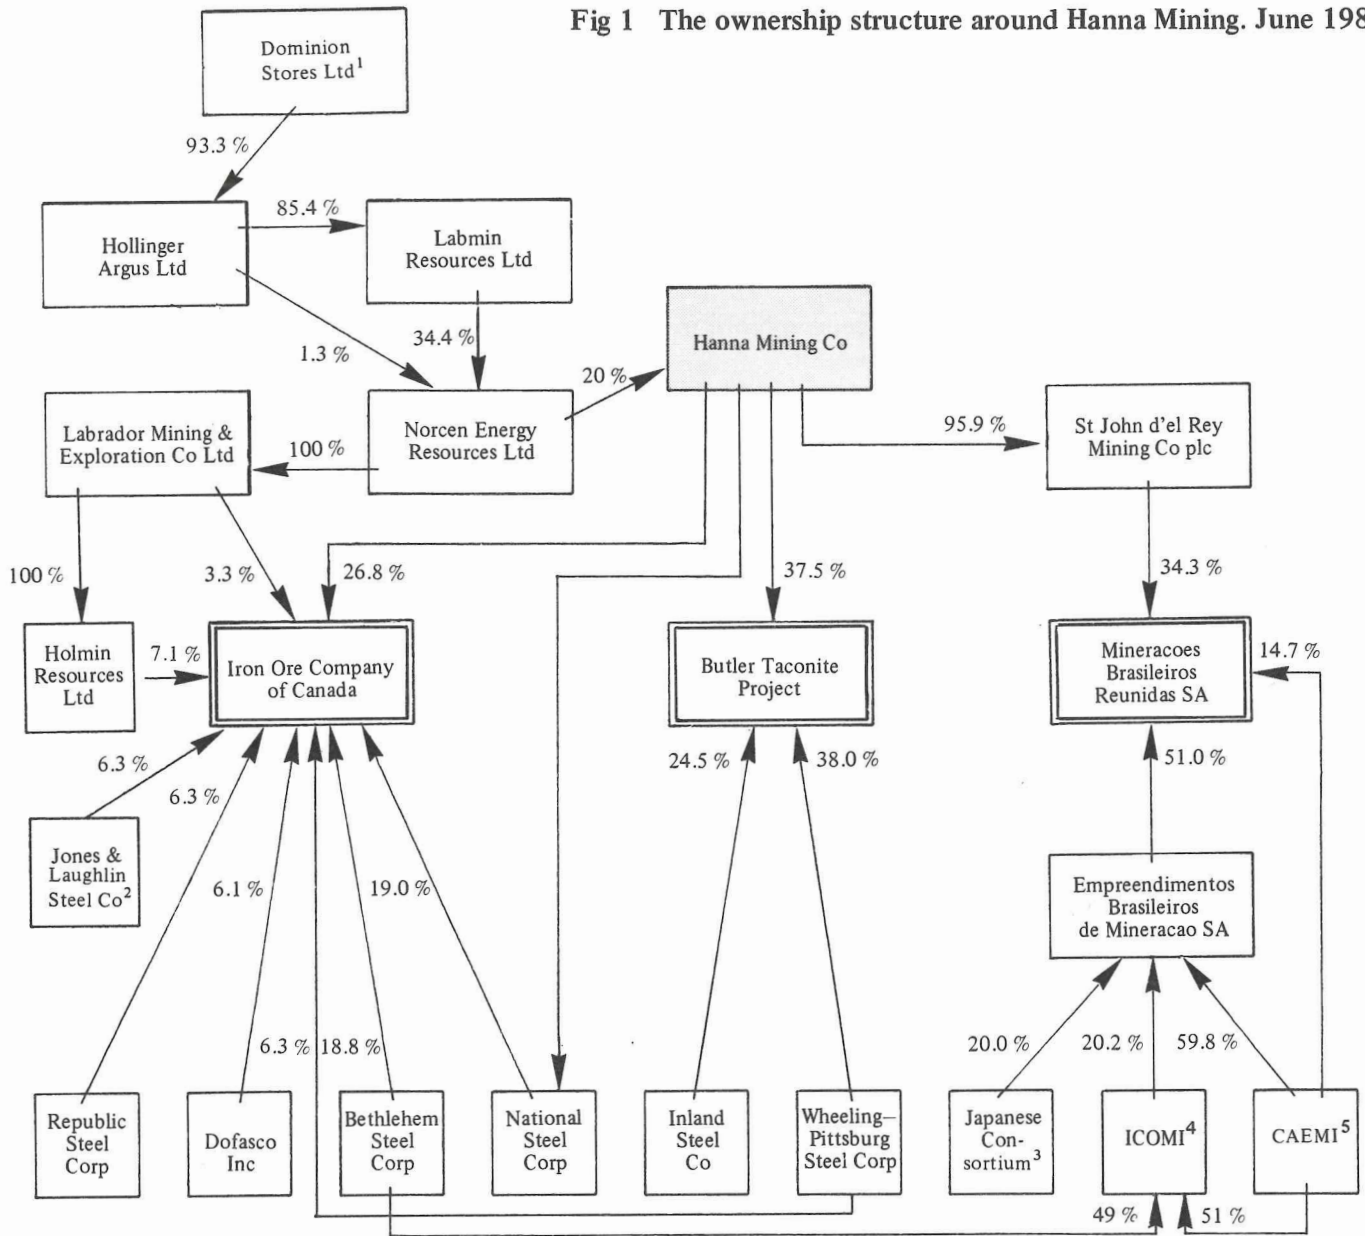 Fig 1 The ownership structure around Hanna Mining. June 198
Dominion
Stores Ltd1
93.3 %
Hollinger
Argus Ltd
85.4 %
Labmin
Resources Ltd
1.3%
34.4 %
20 %
Hanna Mining Co
Labrador Mining &
Exploration Co Ltd
100 %
Norcen Energy
Resources Ltd
95.9 %
St John d'el Rey
Mining Co plc
100 %
3.3 %
26.8 %
37.5 %
34.3 %
Holmin
Resources
Ltd
7.1 %
Iron Ore Company
of Canada
Butler Taconite
Project
Mineracoes
Brasileiros
Reunidas SA
14.7 %
6.3 %
6.3 %
24.5 %
38.0 %
51.0 %
Jones &
Laughlin
Steel Co2
6.1 %
19.0 %
Empreendimentos
Brasileiros
de Mineracao SA
6.3 %
18.8 %
20.0 %
20.2 %
59.8 %
Republic
Steel
Corp
Dofasco
Inc
Bethlehem
Steel
Corp
National
Steel
Corp
Inland
Steel
Co
Wheeling–
Pittsburg
Steel Corp
Japanese
Con-
sortium3
ICOMI4
CAEMI5
49 %
51 %